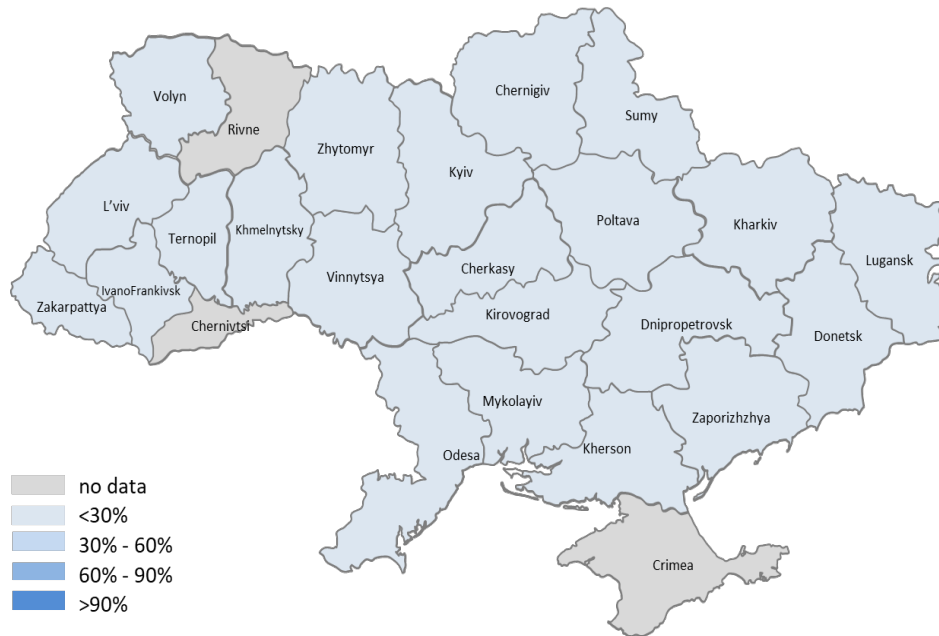 Chernigiv
Volyn
Sumy
Rivne
Zhytomyr
Kyiv
L'viv
Poltava
Kharkiv
Ternopil
Khmelnytsky
Lugansk
Cherkasy
Vinnytsya
IvanoFrankivsk
Zakarpattya
Kirovograd
Chernivtsi
Dnipropetrovsk
Donetsk
Mykolayiv
Zaporizhzhya
Kherson
Odesa
no data
<30%
30% - 60%
60% - 90%
>90%
Crimea